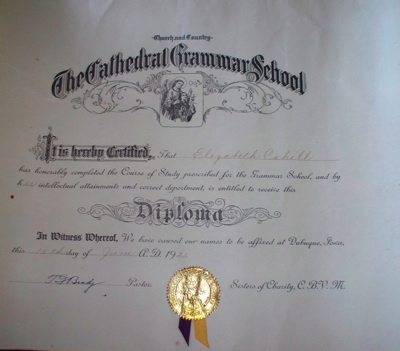 Church and Country
The Cathedral Grammar School
It is hereby Certified, That Elizabeth Cahill
has honorably completed the Course of Study prescribed for the Grammar School, and by
her intellectual attainments and correct deportment, is entitled to receive this
Diploma
In Witness Whereof, We have caused our names to be affixed at Dubuque, Iowa,
this day of June A.D. 19
Pastor. Sisters of Charity, C.B.V.M.